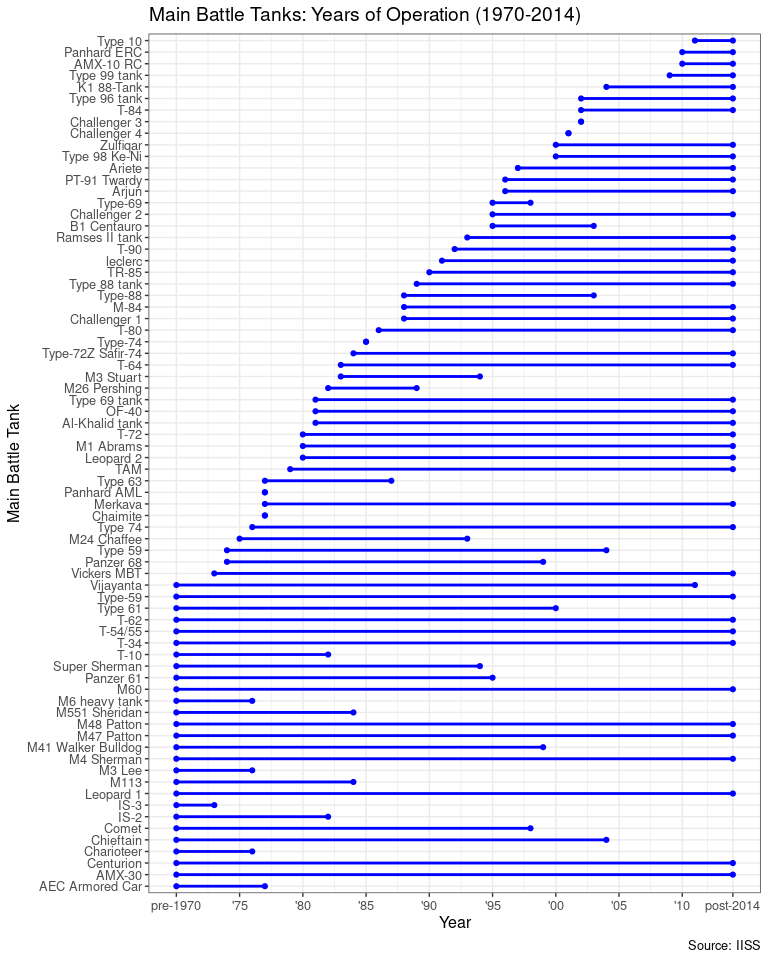 Main Battle Tanks: Years of Operation (1970-2014)
Type 10
Panhard ERC
AMX-10 RC
Type 99 tank
K1 88-Tank
Type 96 tank
T-84
Challenger 3
Challenger 4
Zulfiqar
Type 98 Ke-Ni
Ariete
PT-91 Twardy
Arjun
Type-69
Challenger 2
B1 Centauro
Ramses II tank
T-90
leclerc
TR-85
Type 88 tank
Type-88
M-84
Challenger 1
T-80
Type-74
Type-72Z Safir-74
T-64
M3 Stuart
M26 Pershing
Type 69 tank
OF-40
Al-Khalid tank
T-72
M1 Abrams
Leopard 2
TAM
Type 63
Panhard AML
Merkava
Chaimite
Type 74
M24 Chaffee
Type 59
Panzer 68
Vickers MBT
Vijayanta
Type-59
Type 61
T-62
T-54/55
T-34
T-10
Super Sherman
Panzer 61
M60
M6 heavy tank
M551 Sheridan
M48 Patton
M47 Patton
M41 Walker Bulldog
M4 Sherman
M3 Lee
M113
Leopard 1
IS-3
IS-2
Comet
Chieftain
Charioteer
Centurion
AMX-30
AEC Armored Car
Main Battle Tank
pre-1970 '75 '80 '85 '90 '95 '00 '05 '10 post-2014
Year
Source: IISS